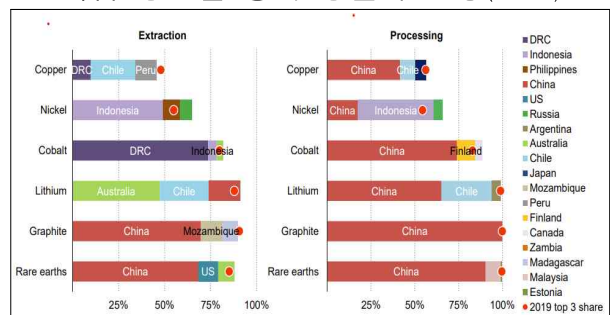 Extraction
Processing
Copper
DRC
Chile
Peru
Nickel
Indonesia
Cobalt
DRC
Indonesia
Lithium
Australia
Chile
Graphite
China
Mozambique
Rare earths
China
US
25%
50%
75%
100%
Copper
China
Chile
Nickel
China
Indonesia
Cobalt
China
Finland
Lithium
China
Chile
Graphite
China
Rare earths
China
25%
50%
75%
100%
DRC
Indonesia
Philippines
China
US
Russia
Argentina
Australia
Chile
Japan
Mozambique
Peru
Finland
Canada
Zambia
Madagascar
Malaysia
Estonia
2019 top 3 share